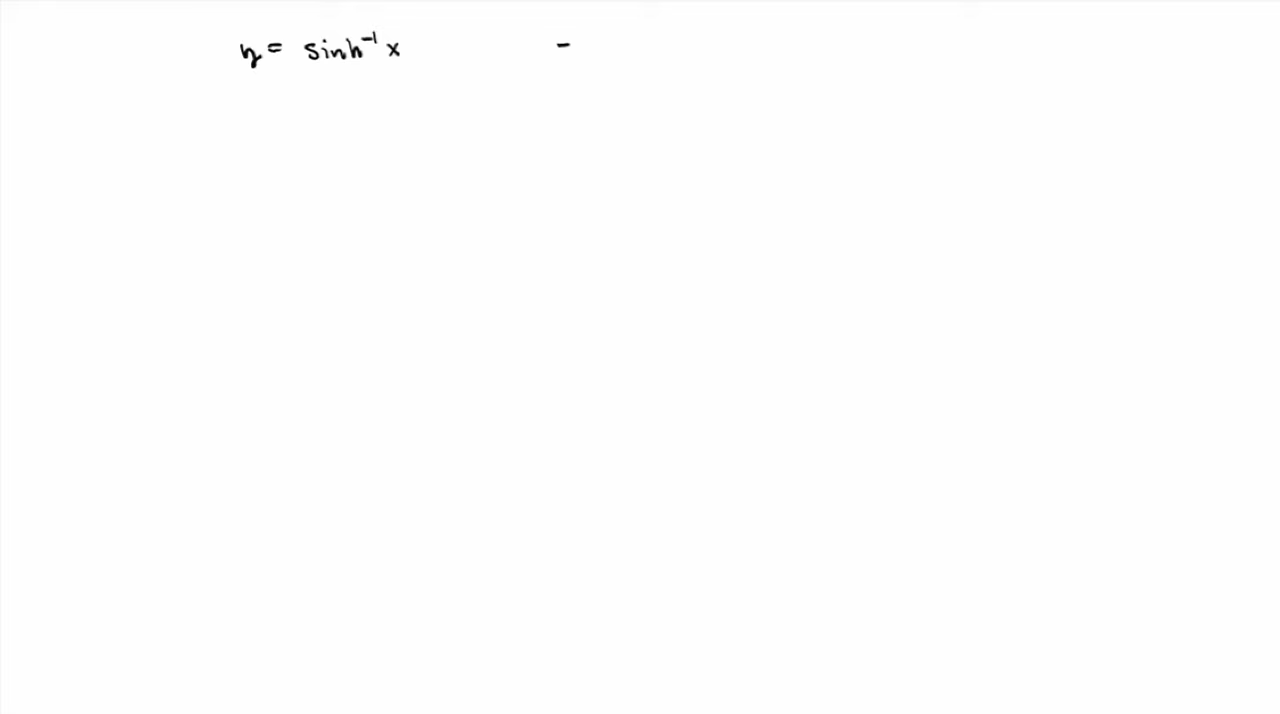 y = sinh⁻¹ x –